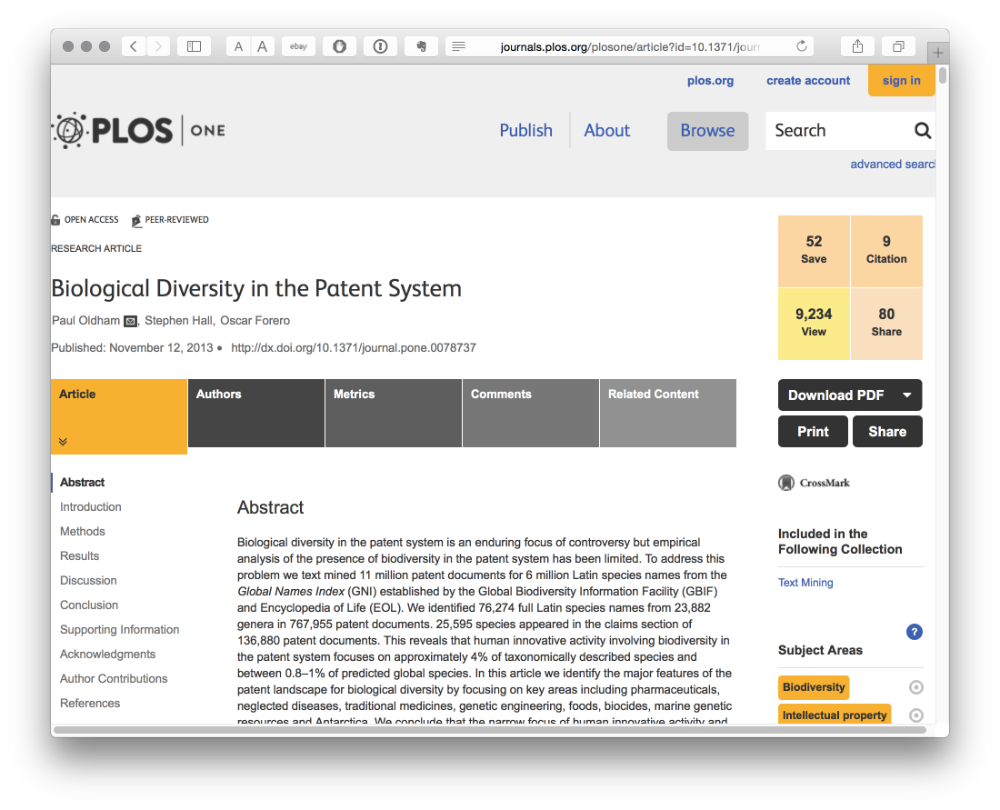 A A ebay journals.plos.org/plosone/article?id=10.1371/jour
plos.org create account sign in
PLOS ONE
Publish About Browse Search
advanced search
OPEN ACCESS PEER-REVIEWED
RESEARCH ARTICLE
Biological Diversity in the Patent System
Paul Oldham, Stephen Hall, Oscar Forero
Published: November 12, 2013 • http://dx.doi.org/10.1371/journal.pone.0078737
52 9
Save Citation
9,234 80
View Share
Article Authors Metrics Comments Related Content
Download PDF
Print Share
Abstract
Introduction
Methods
Results
Discussion
Conclusion
Supporting Information
Acknowledgments
Author Contributions
References
Abstract
Biological diversity in the patent system is an enduring focus of controversy but empirical
analysis of the presence of biodiversity in the patent system has been limited. To address this
problem we text mined 11 million patent documents for 6 million Latin species names from the
Global Names Index (GNI) established by the Global Biodiversity Information Facility (GBIF)
and Encyclopedia of Life (EOL). We identified 76,274 full Latin species names from 23,882
genera in 767,955 patent documents. 25,595 species appeared in the claims section of
136,880 patent documents. This reveals that human innovative activity involving biodiversity in
the patent system focuses on approximately 4% of taxonomically described species and
between 0.8–1% of predicted global species. In this article we identify the major features of the
patent landscape for biological diversity by focusing on key areas including pharmaceuticals,
neglected diseases, traditional medicines, genetic engineering, foods, biocides, marine genetic
resources and Antarctica. We conclude that the narrow focus of human innovative activity and
CrossMark
Included in the
Following Collection
Text Mining
?
Subject Areas
Biodiversity
Intellectual property